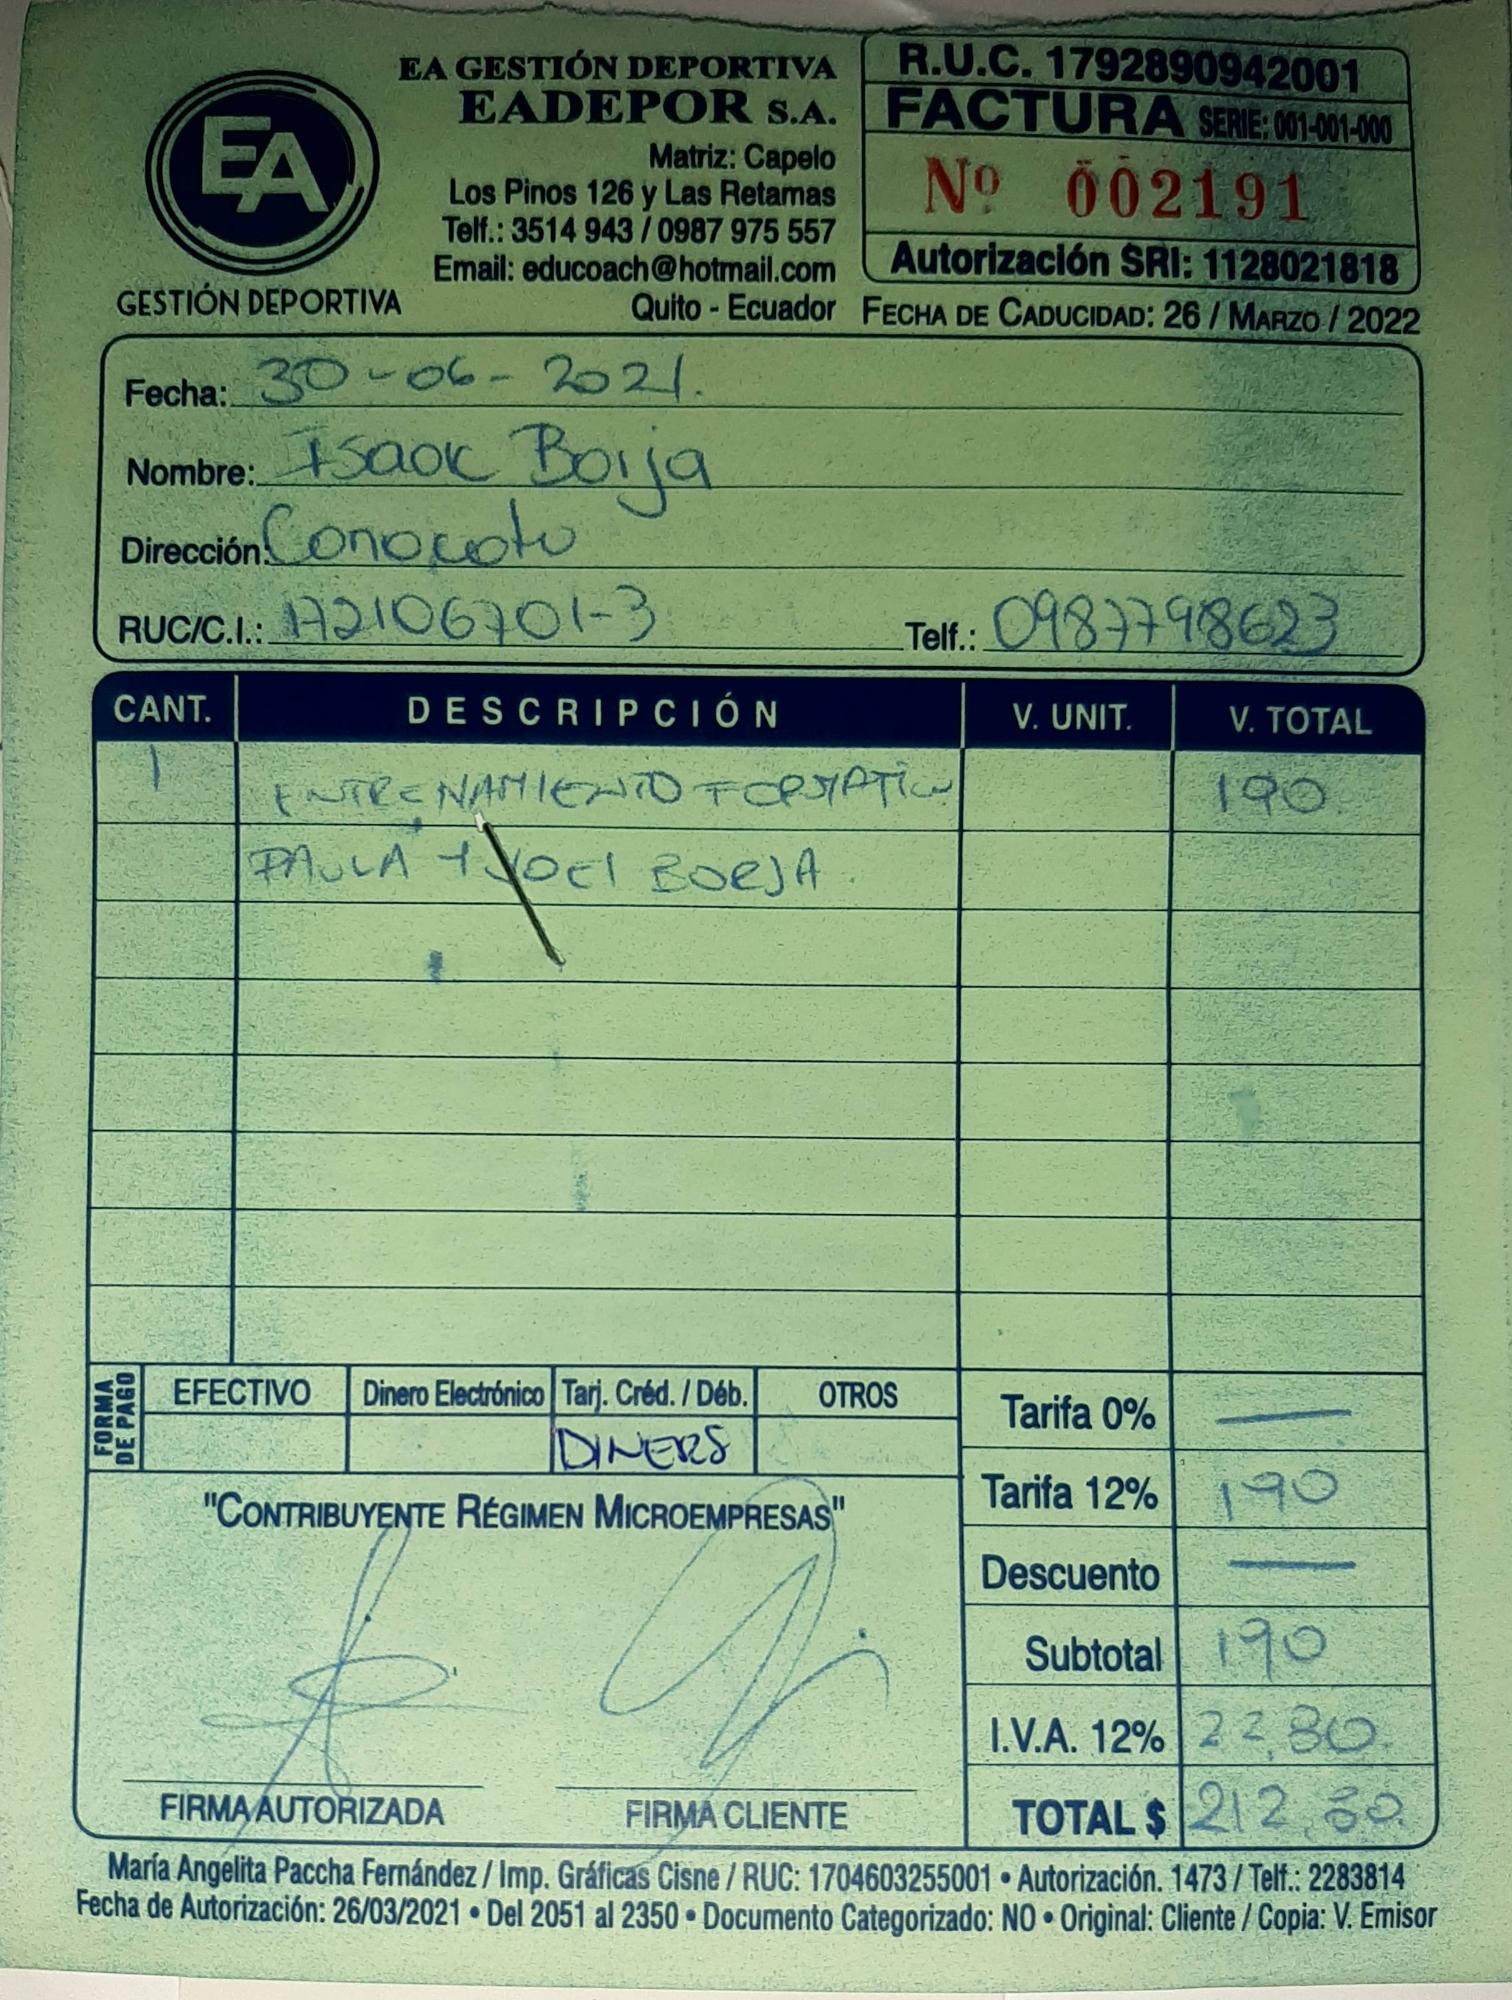 EA
GESTIÓN DEPORTIVA
EA GESTIÓN DEPORTIVA
EADEPOR S.A.
Matriz: Capelo
Los Pinos 126 y Las Retamas
Telf.: 3514 943 / 0987 975 557
Email: educoach@hotmail.com
Quito - Ecuador
R.U.C. 1792890942001
FACTURA SERIE: 001-001-000
Nº 002191
Autorización SRI: 1128021818
FECHA DE CADUCIDAD: 26 / MARZO / 2022
Fecha: 30-06-2021.
Nombre: Isaac Borja
Dirección: Conocoto
RUC/C.I.: 172106701-3 Telf.: 0987798623
CANT. DESCRIPCIÓN V. UNIT. V. TOTAL
1 ENTRENAMIENTO FORMATIVO 190
PAULA Y JOEL BORJA.
FORMA DE PAGO
EFECTIVO Dinero Electrónico Tarj. Créd. / Déb. OTROS
DINERS
Tarifa 0% —
Tarifa 12% 190
Descuento —
Subtotal 190
I.V.A. 12% 22,80
TOTAL $ 212,80
"CONTRIBUYENTE RÉGIMEN MICROEMPRESAS"
FIRMA AUTORIZADA FIRMA CLIENTE
María Angelita Paccha Fernández / Imp. Gráficas Cisne / RUC: 1704603255001 • Autorización. 1473 / Telf.: 2283814
Fecha de Autorización: 26/03/2021 • Del 2051 al 2350 • Documento Categorizado: NO • Original: Cliente / Copia: V. Emisor